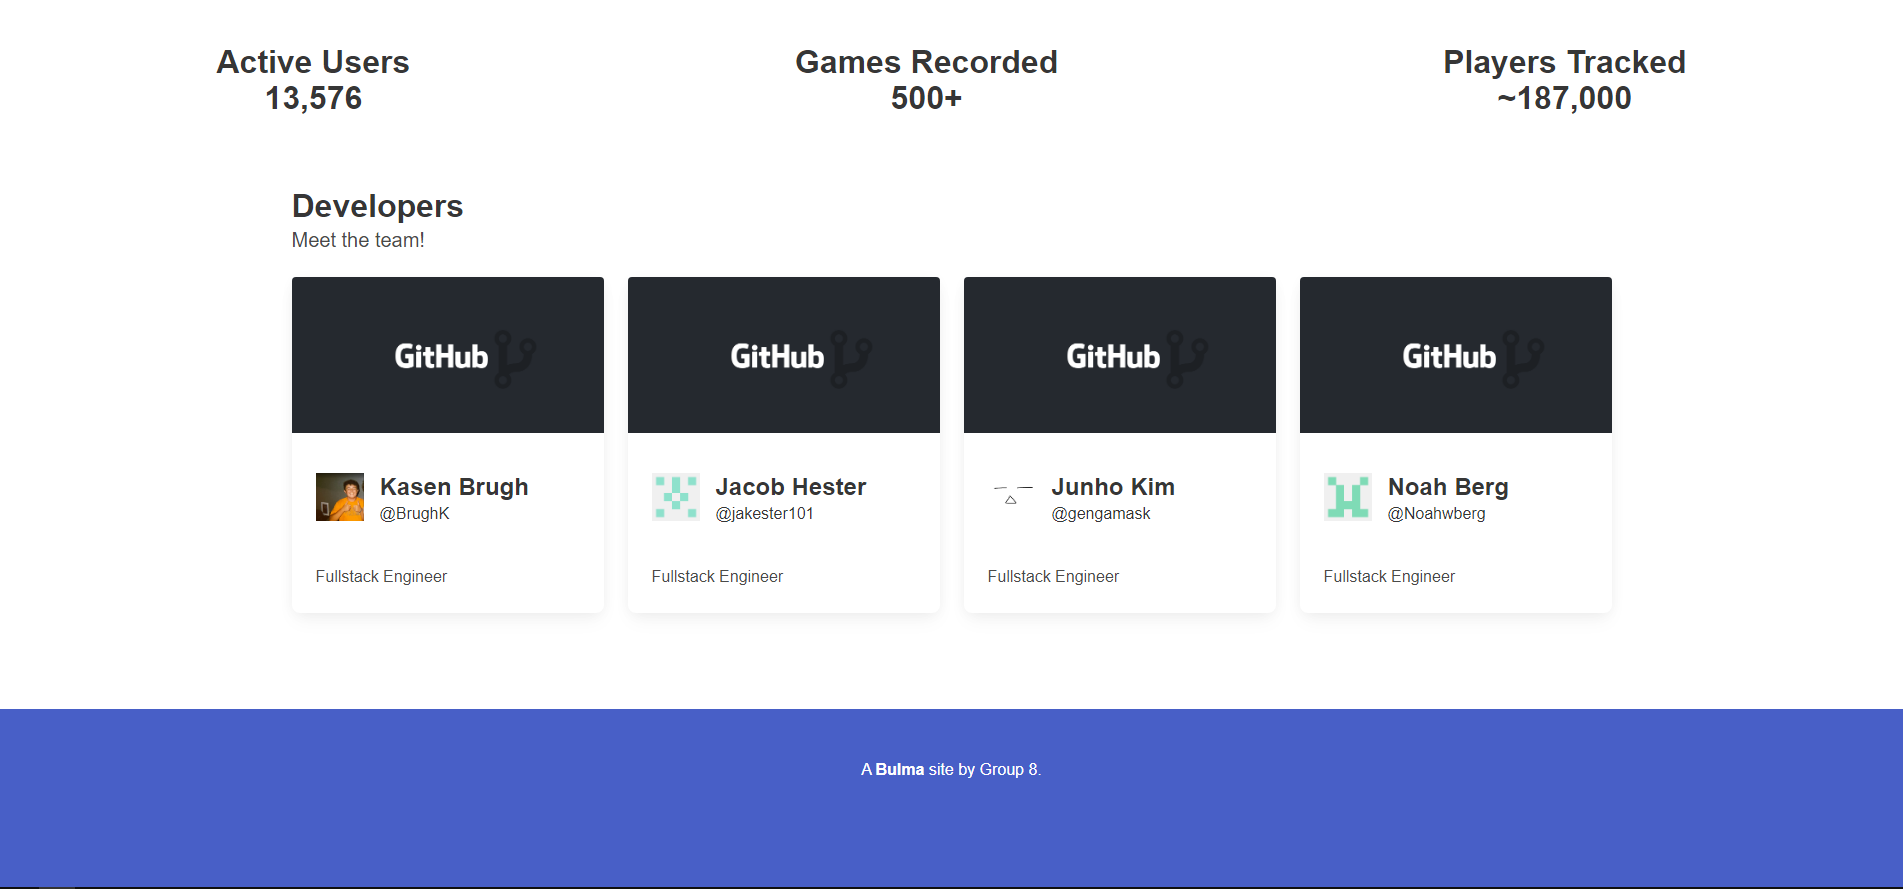 Active Users
13,576
Games Recorded
500+
Players Tracked
~187,000
Developers
Meet the team!
GitHub
Kasen Brugh
@BrughK
Fullstack Engineer
GitHub
Jacob Hester
@jakester101
Fullstack Engineer
GitHub
Junho Kim
@gengamask
Fullstack Engineer
GitHub
Noah Berg
@Noahwberg
Fullstack Engineer
A Bulma site by Group 8.